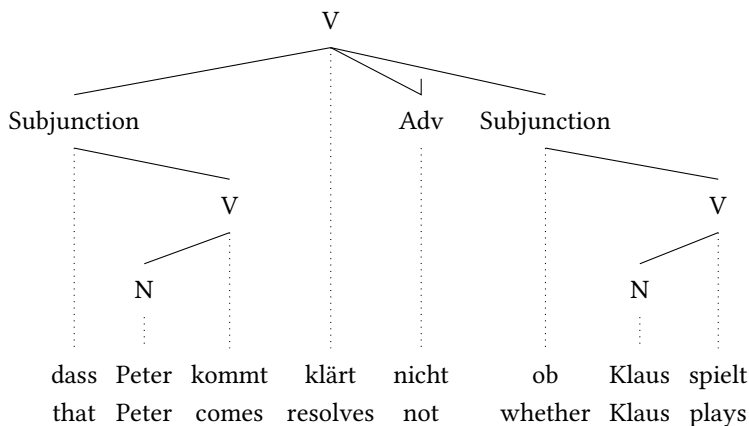 V
Subjunction Adv Subjunction
V V
N N
dass Peter kommt klärt nicht ob Klaus spielt
that Peter comes resolves not whether Klaus plays